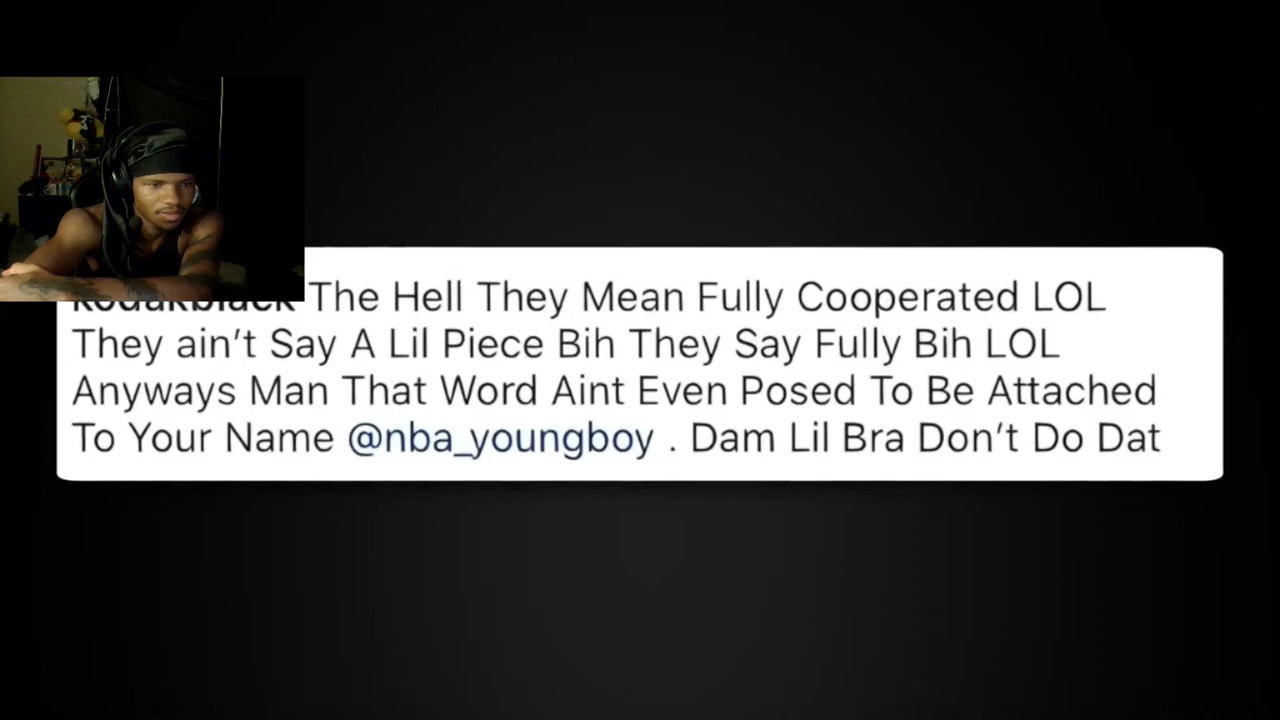 kodakblack The Hell They Mean Fully Cooperated LOL
They ain't Say A Lil Piece Bih They Say Fully Bih LOL
Anyways Man That Word Aint Even Posed To Be Attached
To Your Name @nba_youngboy . Dam Lil Bra Don't Do Dat